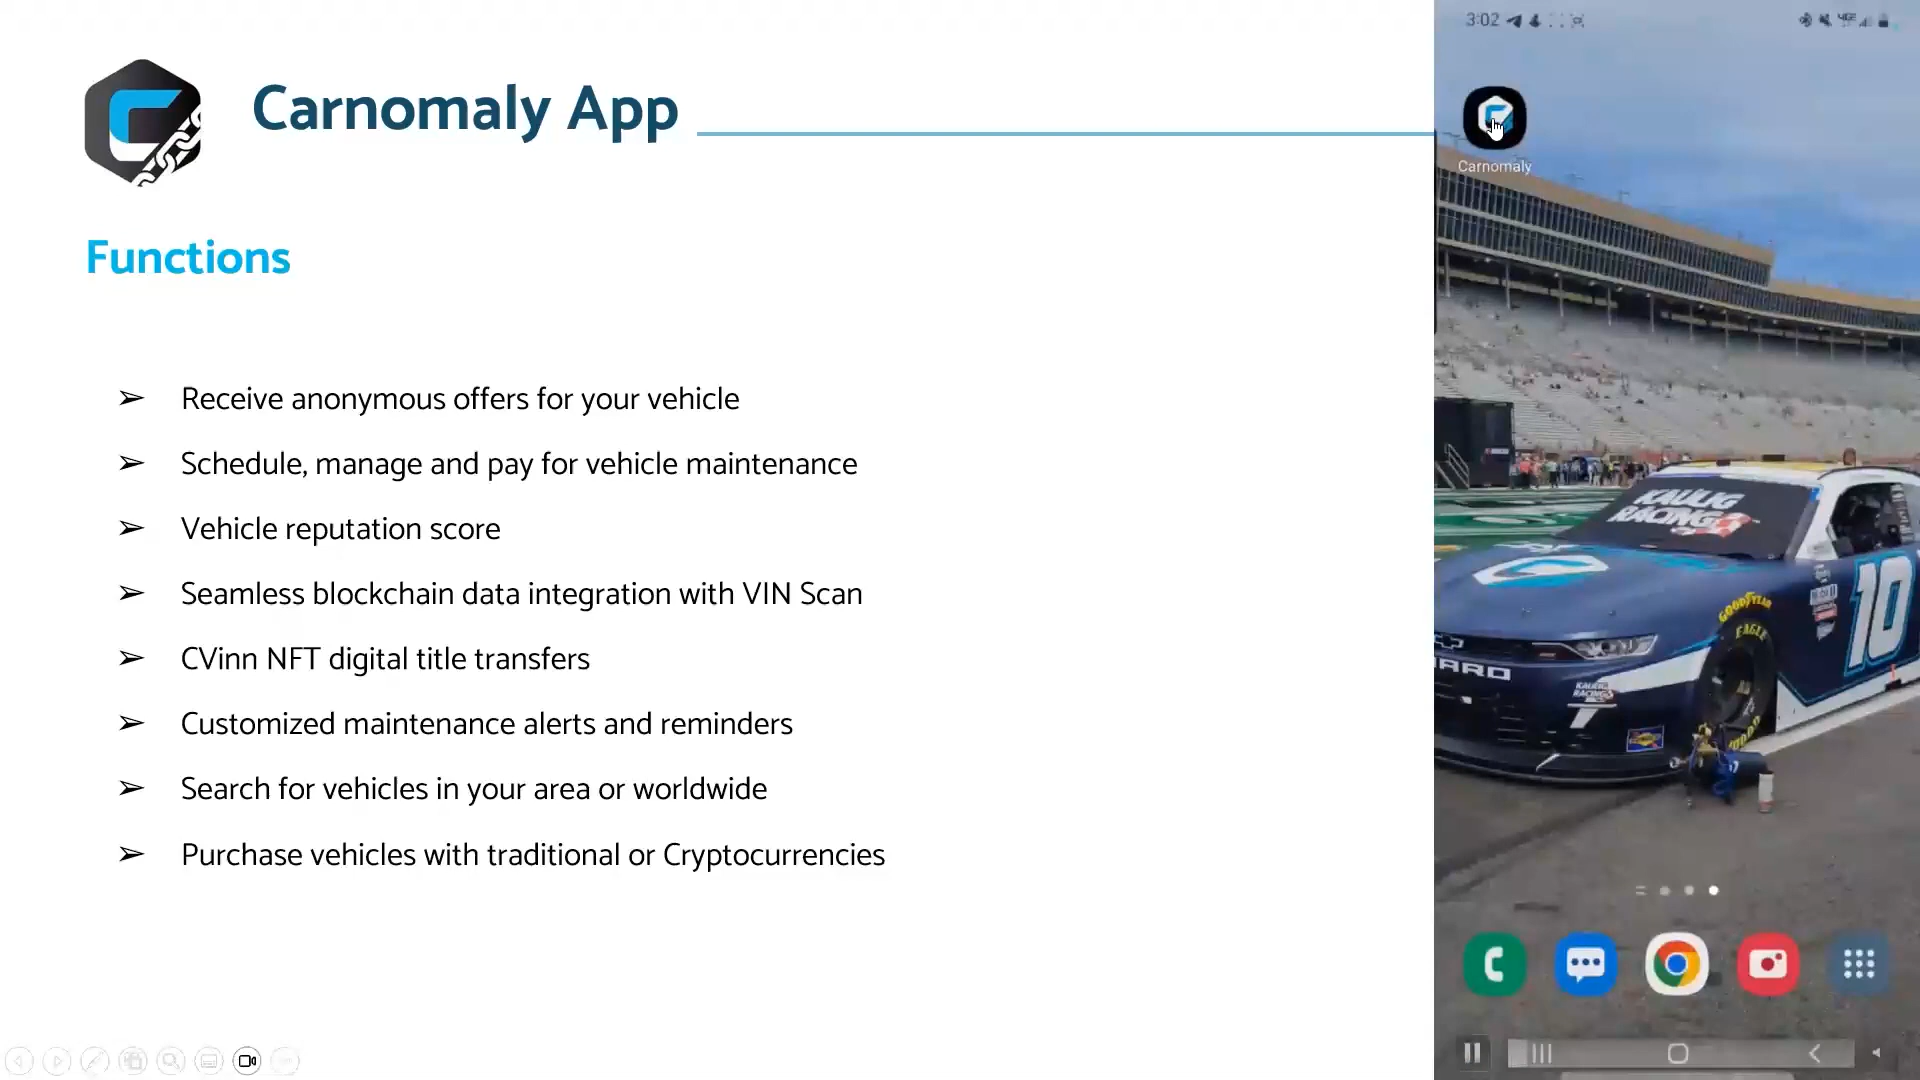 Carnomaly App
Functions
➢ Receive anonymous offers for your vehicle
➢ Schedule, manage and pay for vehicle maintenance
➢ Vehicle reputation score
➢ Seamless blockchain data integration with VIN Scan
➢ CVinn NFT digital title transfers
➢ Customized maintenance alerts and reminders
➢ Search for vehicles in your area or worldwide
➢ Purchase vehicles with traditional or Cryptocurrencies
3:02
Carnomaly
KAULIG
RACING
GOODYEAR
EAGLE
10
KAULIG
RACING